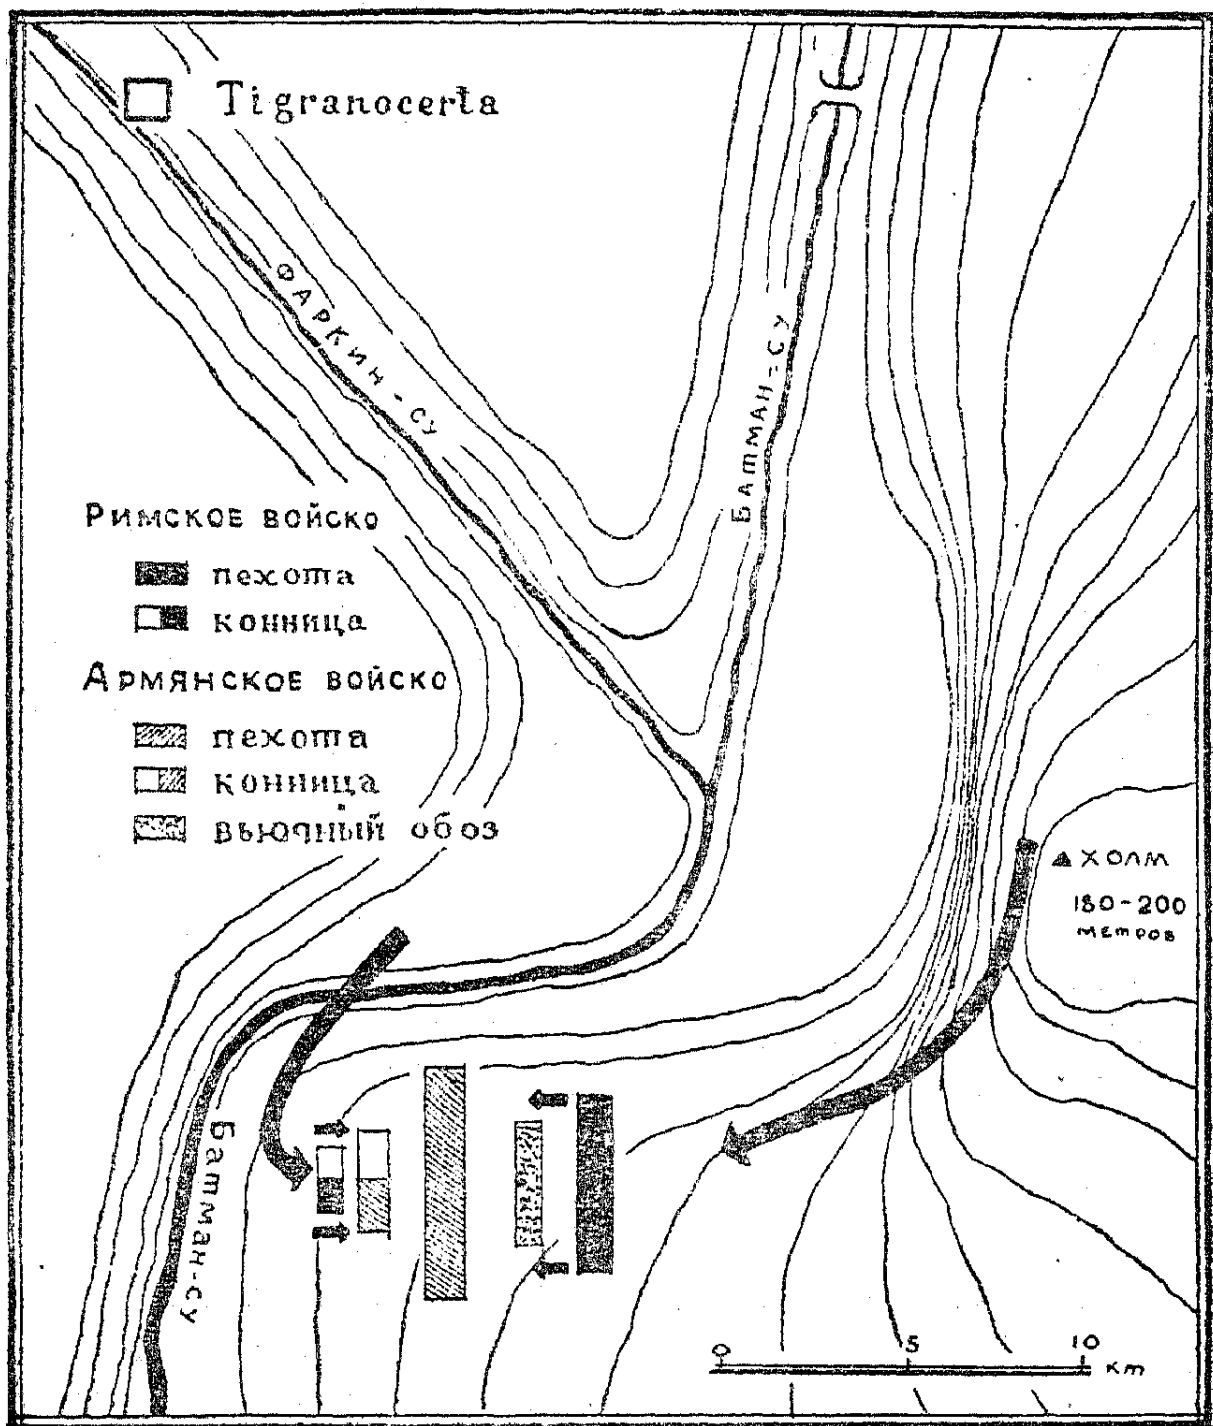 Tigranocerta
ФАРКИН-СУ
БАТМАН-СУ
РИМСКОЕ ВОЙСКО
пехота
конница
АРМЯНСКОЕ ВОЙСКО
пехота
конница
вьючный обоз
ХОЛМ
180-200
метров
Батман-су
0 5 10
км